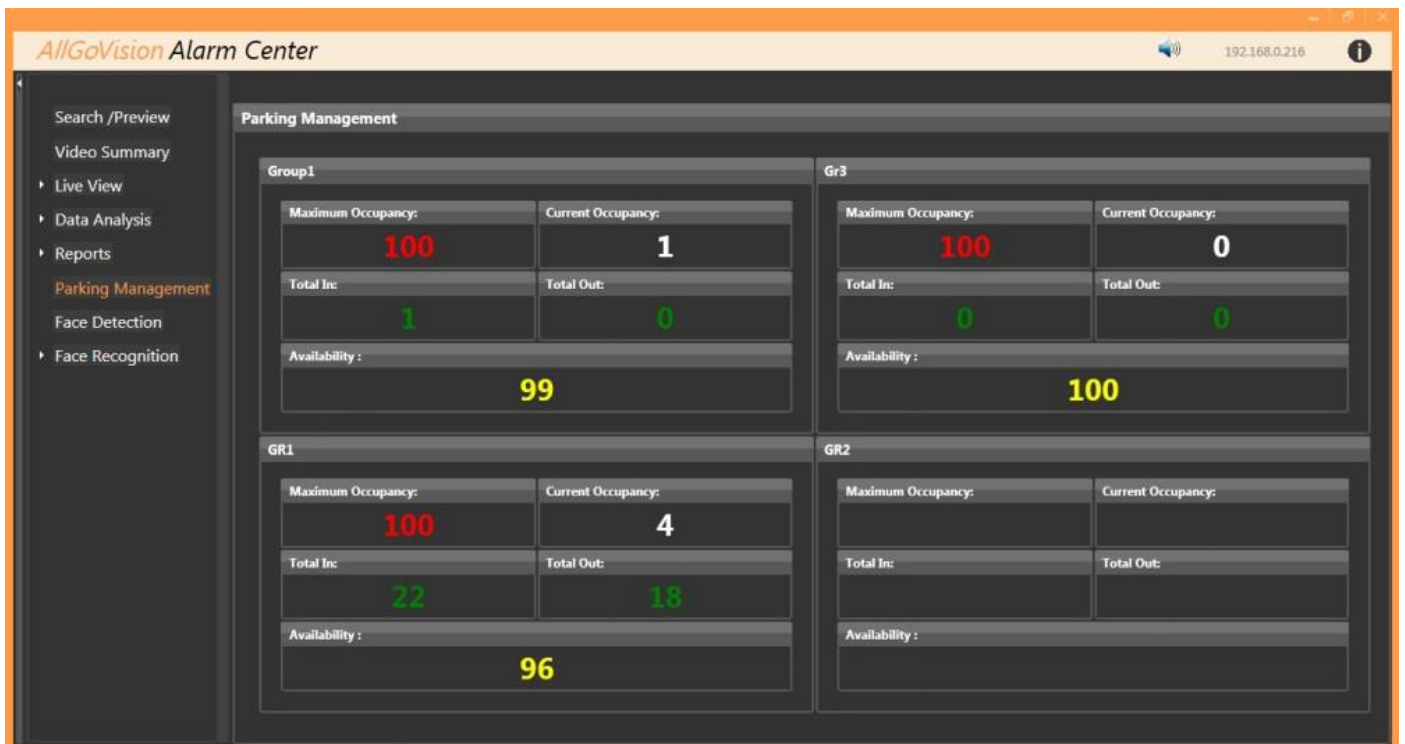 AllGoVision Alarm Center
192.168.0.216
Search /Preview
Video Summary
Live View
Data Analysis
Reports
Parking Management
Face Detection
Face Recognition
Parking Management
Group1
Maximum Occupancy: Current Occupancy:
100 1
Total In: Total Out:
1 0
Availability :
99
Gr3
Maximum Occupancy: Current Occupancy:
100 0
Total In: Total Out:
0 0
Availability :
100
GR1
Maximum Occupancy: Current Occupancy:
100 4
Total In: Total Out:
22 18
Availability :
96
GR2
Maximum Occupancy: Current Occupancy:
Total In: Total Out:
Availability :